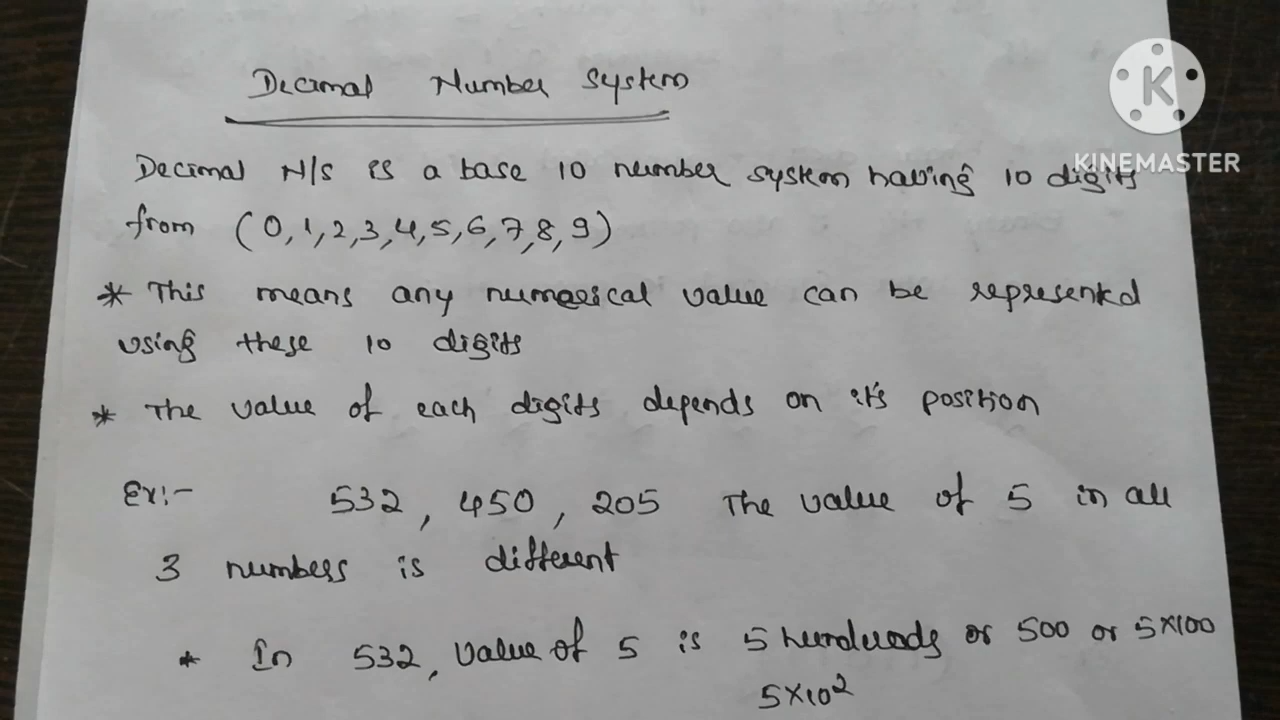 Decimal Number System
KINEMASTER
Decimal N/S is a base 10 number system having 10 digits
from (0,1,2,3,4,5,6,7,8,9)
* This means any numerical value can be represented
using these 10 digits
* The value of each digits depends on it's position
Ex:- 532, 450, 205 The value of 5 in all
3 numbers is different
* In 532, value of 5 is 5 hundreds or 500 or 5×100
5×10²